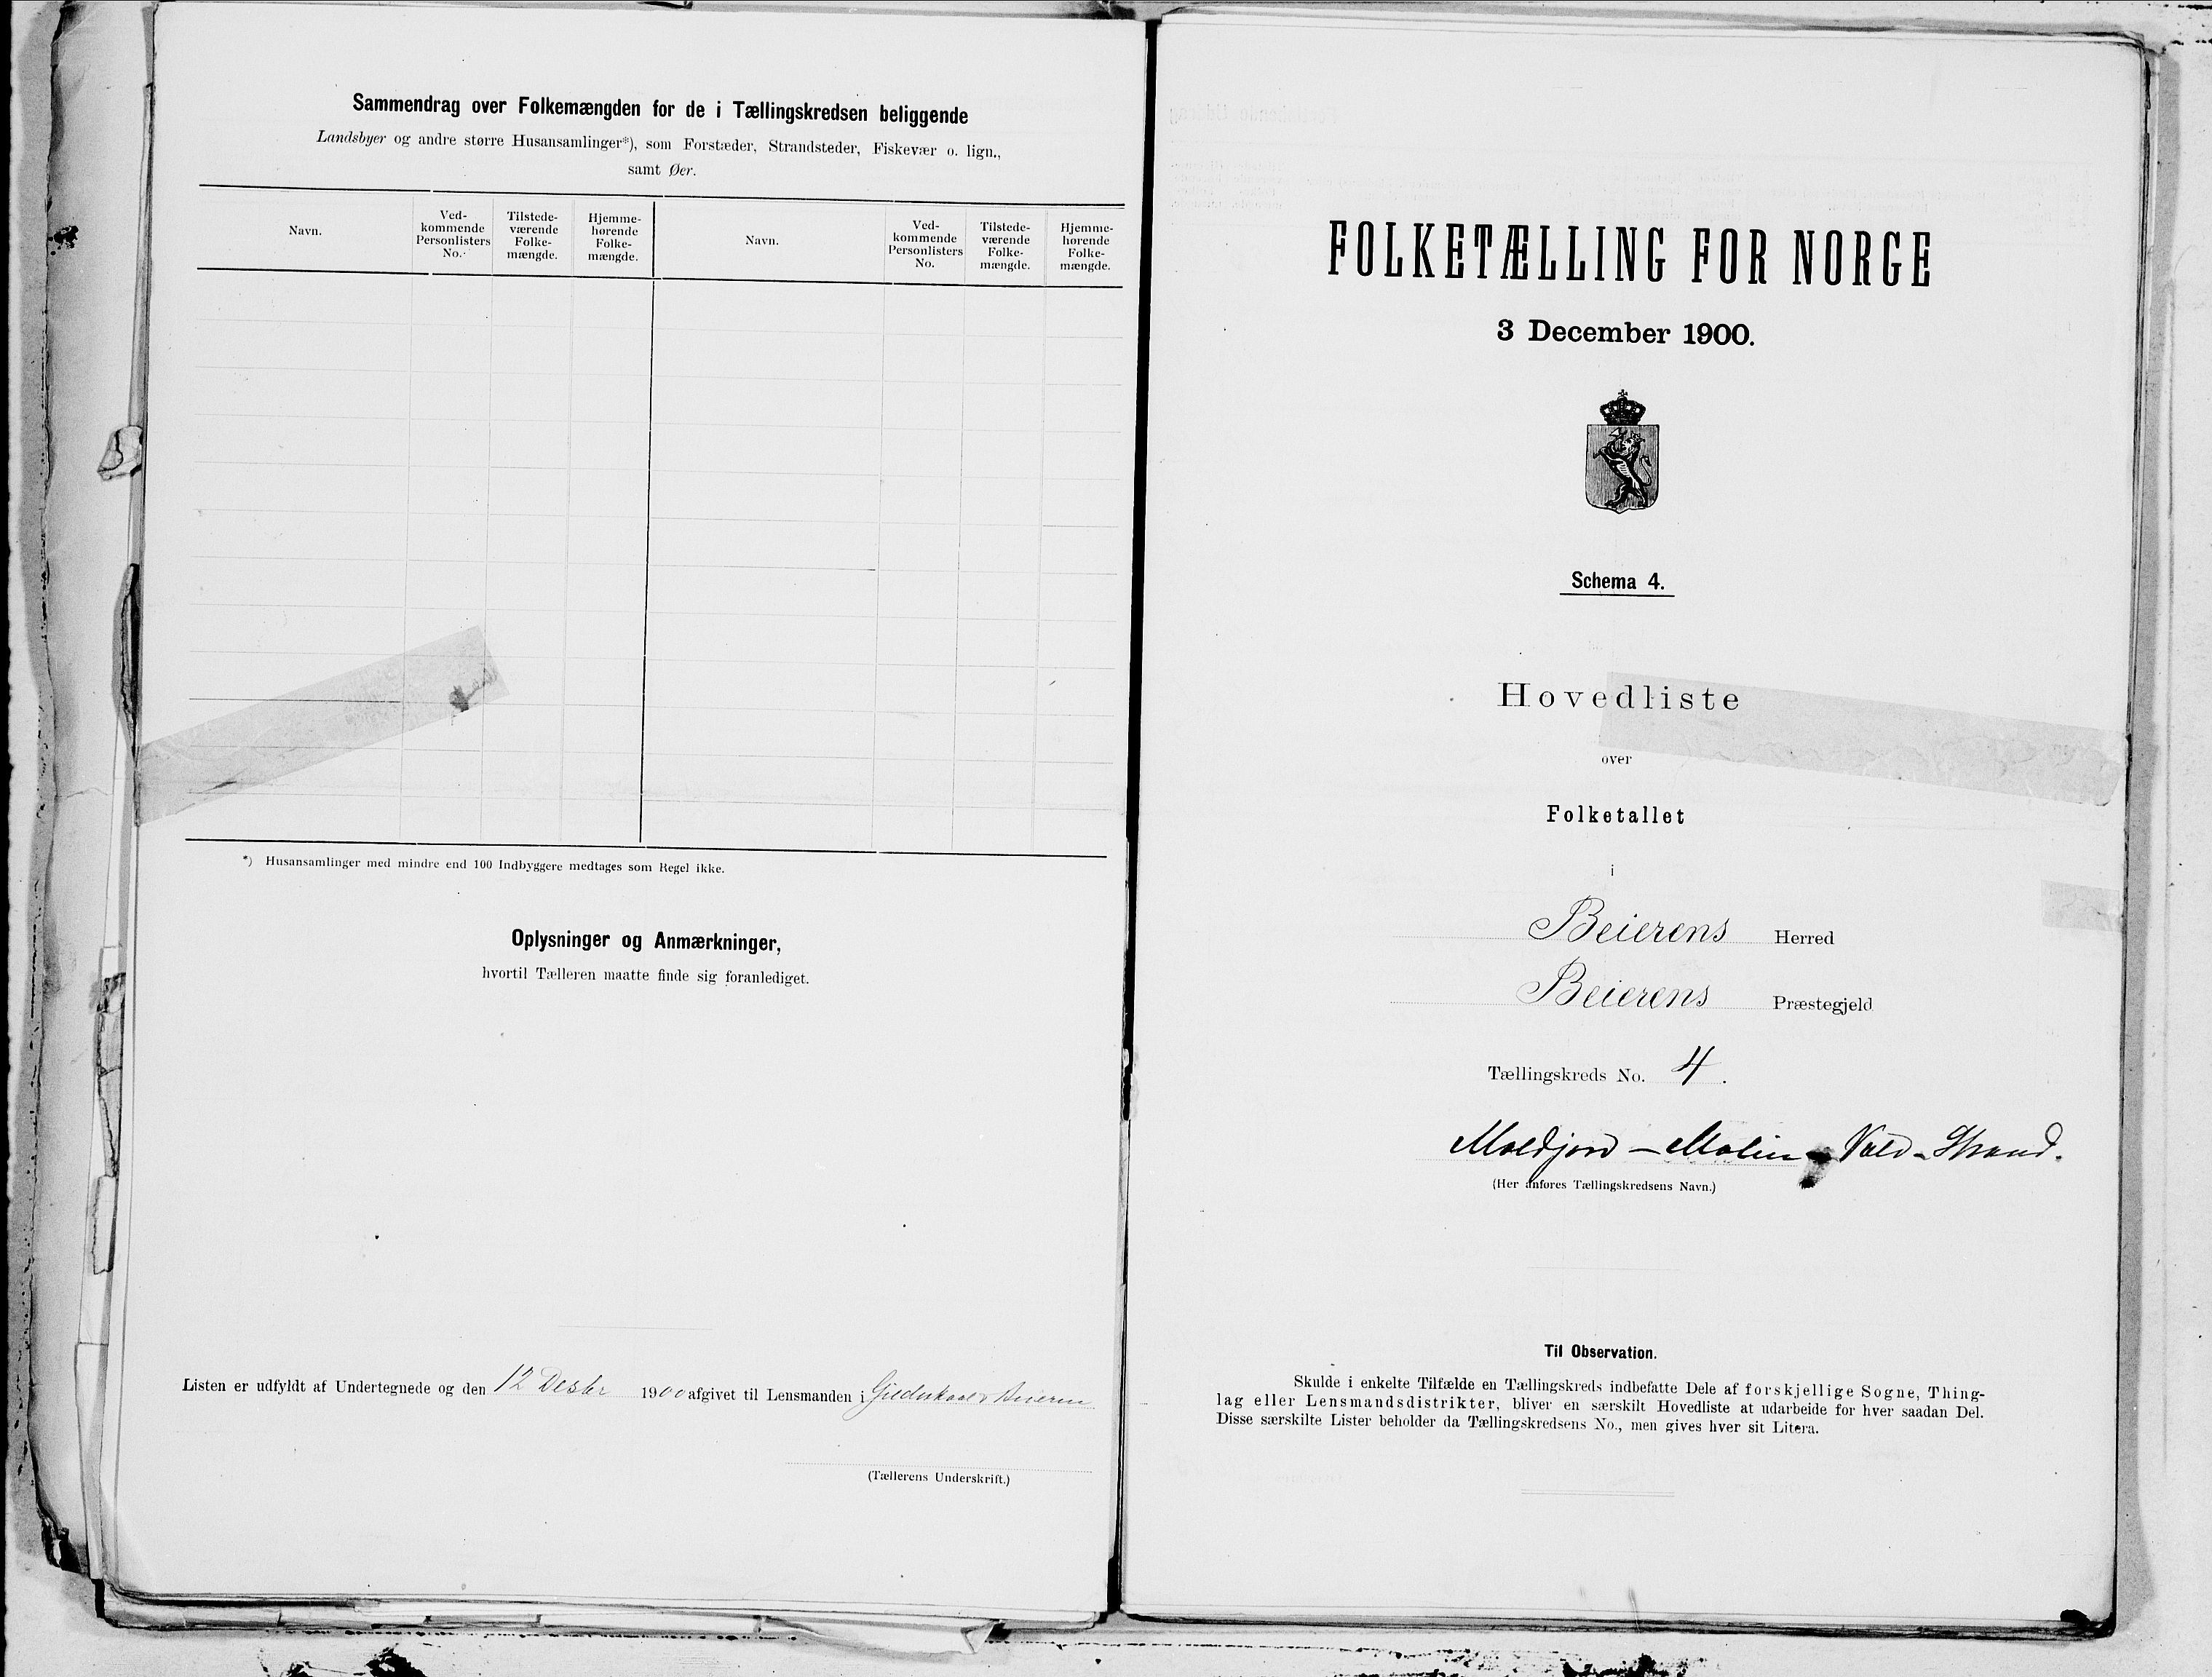 Sammendrag over Folkemængden for de i Tællingskredsen beliggende
Landsbyer og andre større Husansamlinger*), som Forstæder, Strandsteder, Fiskevær o. lign.,
samt Øer.
Navn.
Ved-
kommende
Personlisters
No.
Tilstede-
værende
Folke-
mængde.
Hjemme-
hørende
Folke-
mængde.
Navn.
Ved-
kommende
Personlisters
No.
Tilstede-
værende
Folke-
mængde.
Hjemme-
hørende
Folke-
mængde.
*) Husansamlinger med mindre end 100 Indbyggere medtages som Regel ikke.
Oplysninger og Anmærkninger,
hvortil Tælleren maatte finde sig foranlediget.
Listen er udfyldt af Undertegnede og den 12 Desbr 1900 afgivet til Lensmanden i
(Tællerens Underskrift.)
FOLKETÆLLING FOR NORGE
3 December 1900.
Schema 4.
Hovedliste
over
Folketallet
i
Beierens Herred
Beierens Præstegjeld
Tællingskreds No. 4.
Moldjord – Molin – Vold – Strand.
(Her anføres Tællingskredsens Navn.)
Til Observation.
Skulde i enkelte Tilfælde en Tællingskreds indbefatte Dele af forskjellige Sogne, Thing-
lag eller Lensmandsdistrikter, bliver en særskilt Hovedliste at udarbeide for hver saadan Del.
Disse særskilte Lister beholder da Tællingskredsens No., men gives hver sit Litera.